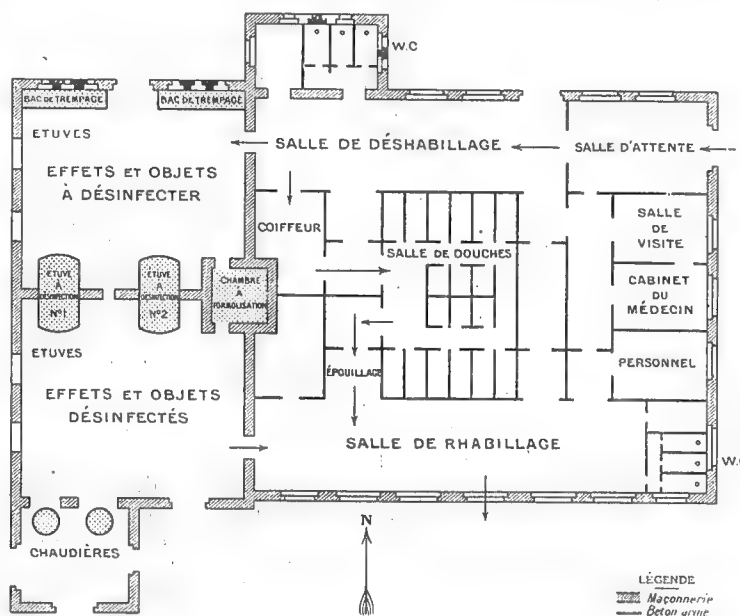 W.C
BAC DE TREMPAGE
BAC DE TREMPAGE
ETUVES
SALLE DE DÉSHABILLAGE
SALLE D'ATTENTE
EFFETS ET OBJETS
À DÉSINFECTER
COIFFEUR
SALLE
DE
VISITE
SALLE DE DOUCHES
ETUVE
À
DÉSINFECTION
Nº1
ETUVE
À
DÉSINFECTION
Nº2
CHAMBRE
À
FORMOLISATION
CABINET
DU
MÉDECIN
ETUVES
PERSONNEL
ÉPOUILLAGE
EFFETS ET OBJETS
DÉSINFECTÉS
SALLE DE RHABILLAGE
W.C
N
CHAUDIÈRES
LÉGENDE
Maçonnerie
Béton armé